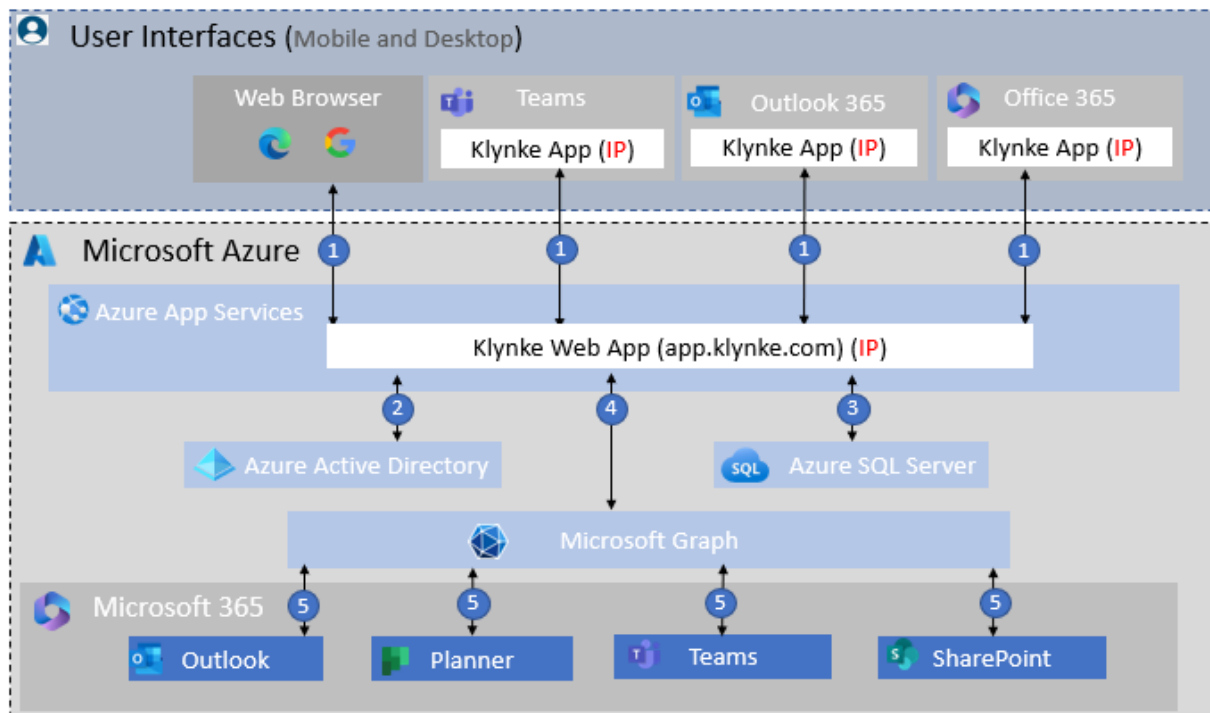 User Interfaces (Mobile and Desktop)
Web Browser
Teams
Klynke App (IP)
Outlook 365
Klynke App (IP)
Office 365
Klynke App (IP)
Microsoft Azure
1
1
1
1
Azure App Services
Klynke Web App (app.klynke.com) (IP)
2
4
3
Azure Active Directory
SQL
Azure SQL Server
Microsoft Graph
Microsoft 365
5
5
5
5
Outlook
Planner
Teams
SharePoint